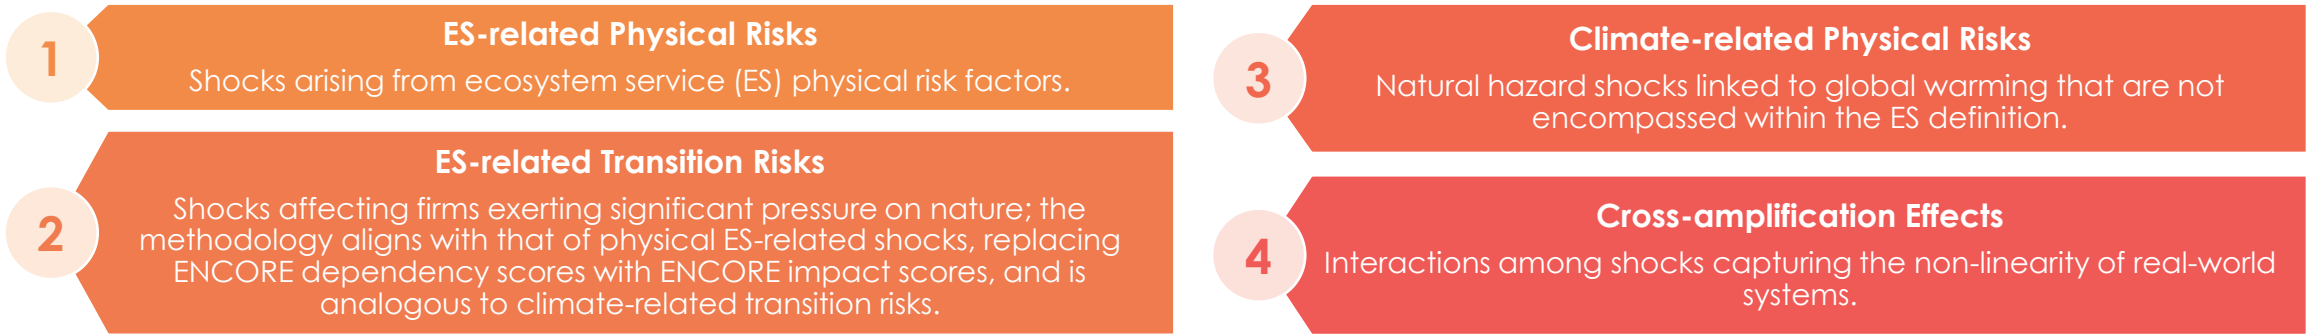 1
ES-related Physical Risks
Shocks arising from ecosystem service (ES) physical risk factors.
2
ES-related Transition Risks
Shocks affecting firms exerting significant pressure on nature; the
methodology aligns with that of physical ES-related shocks, replacing
ENCORE dependency scores with ENCORE impact scores, and is
analogous to climate-related transition risks.
3
Climate-related Physical Risks
Natural hazard shocks linked to global warming that are not
encompassed within the ES definition.
4
Cross-amplification Effects
Interactions among shocks capturing the non-linearity of real-world
systems.